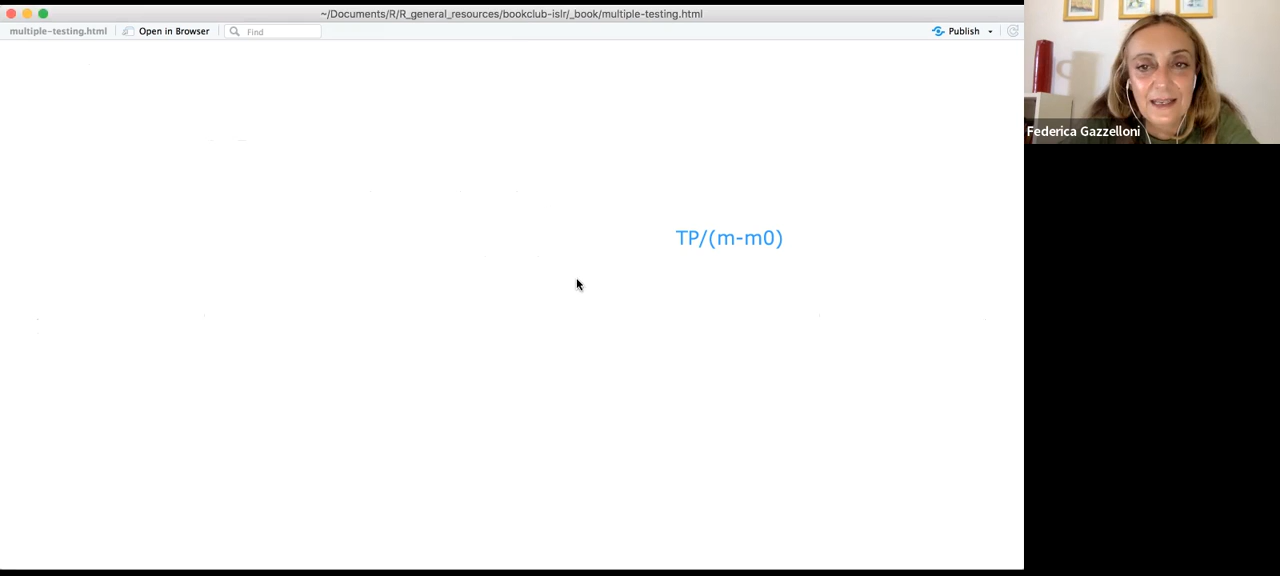 ~/Documents/R/R_general_resources/bookclub-islr/_book/multiple-testing.html
multiple-testing.html
Open in Browser
Find
Publish
TP/(m-m0)
Federica Gazzelloni